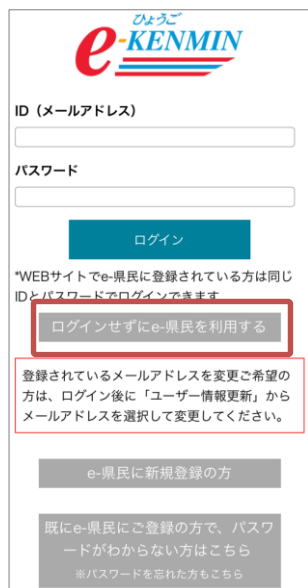 ひょうご
e-KENMIN
ID（メールアドレス）
パスワード
ログイン
*WEBサイトでe-県民に登録されている方は同じ
IDとパスワードでログインできます
ログインせずにe-県民を利用する
登録されているメールアドレスを変更ご希望の
方は、ログイン後に「ユーザー情報更新」から
メールアドレスを選択して変更してください。
e-県民に新規登録の方
既にe-県民にご登録の方で、パスワ
ードがわからない方はこちら
※パスワードを忘れた方もこちら